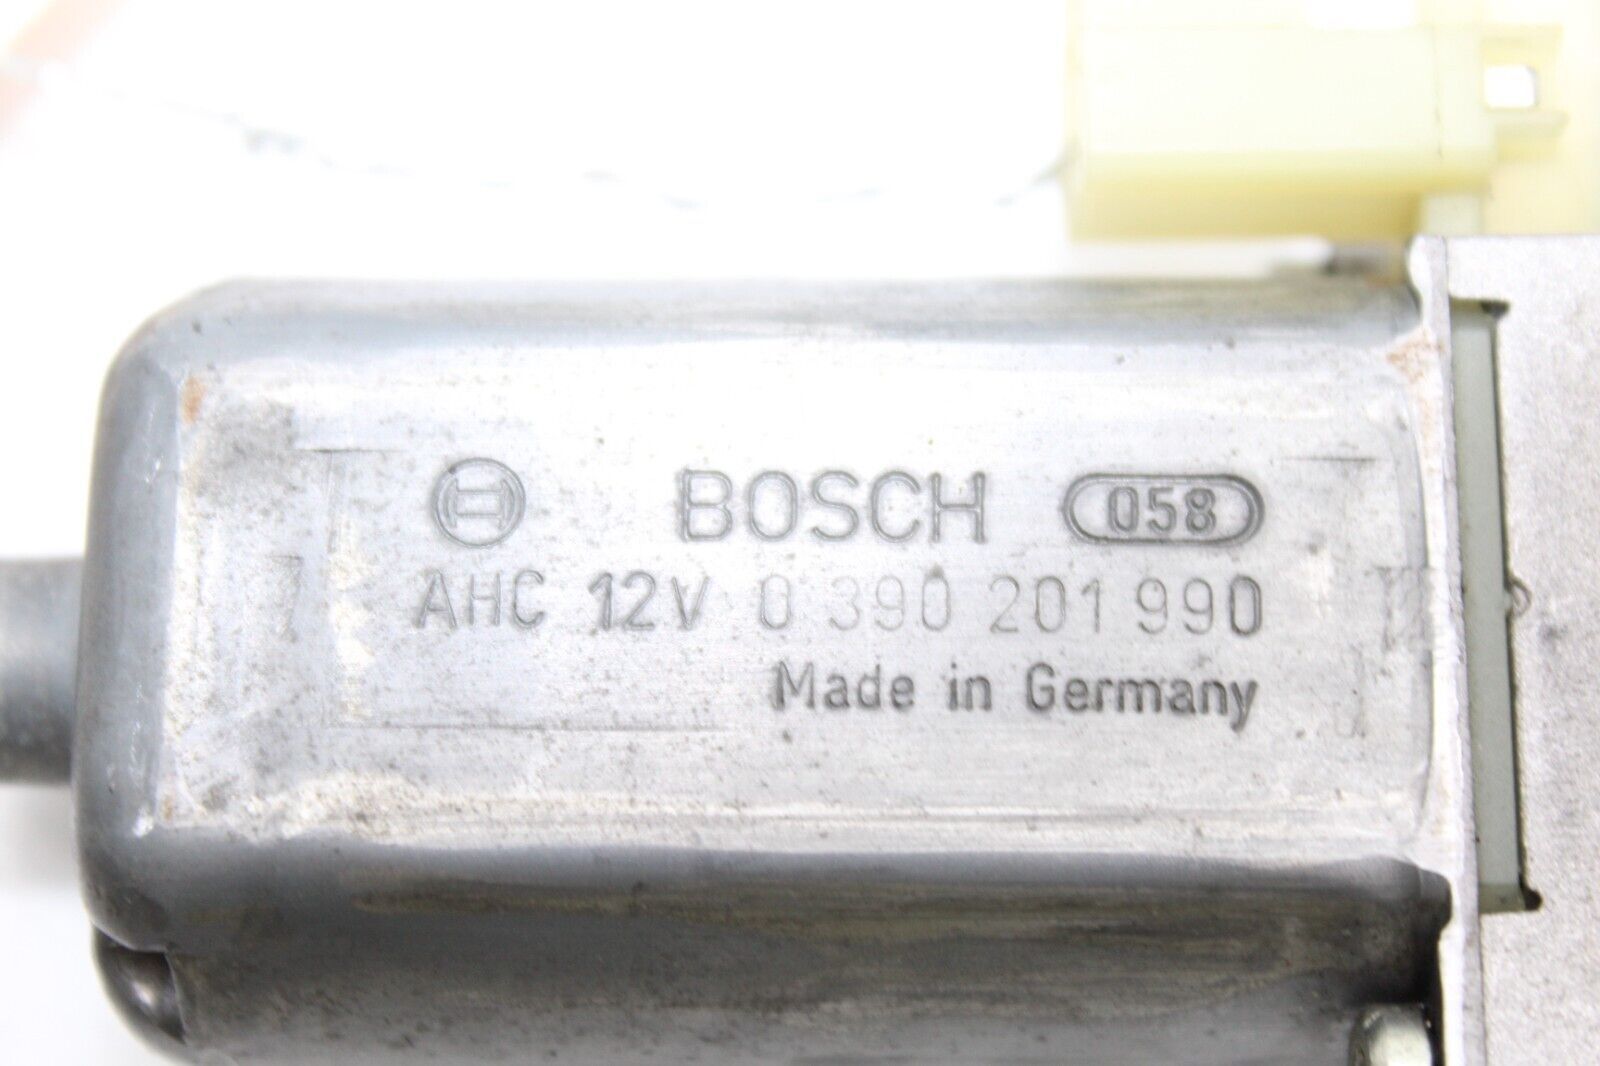 BOSCH 058
AHC 12V 0 390 201 990
Made in Germany